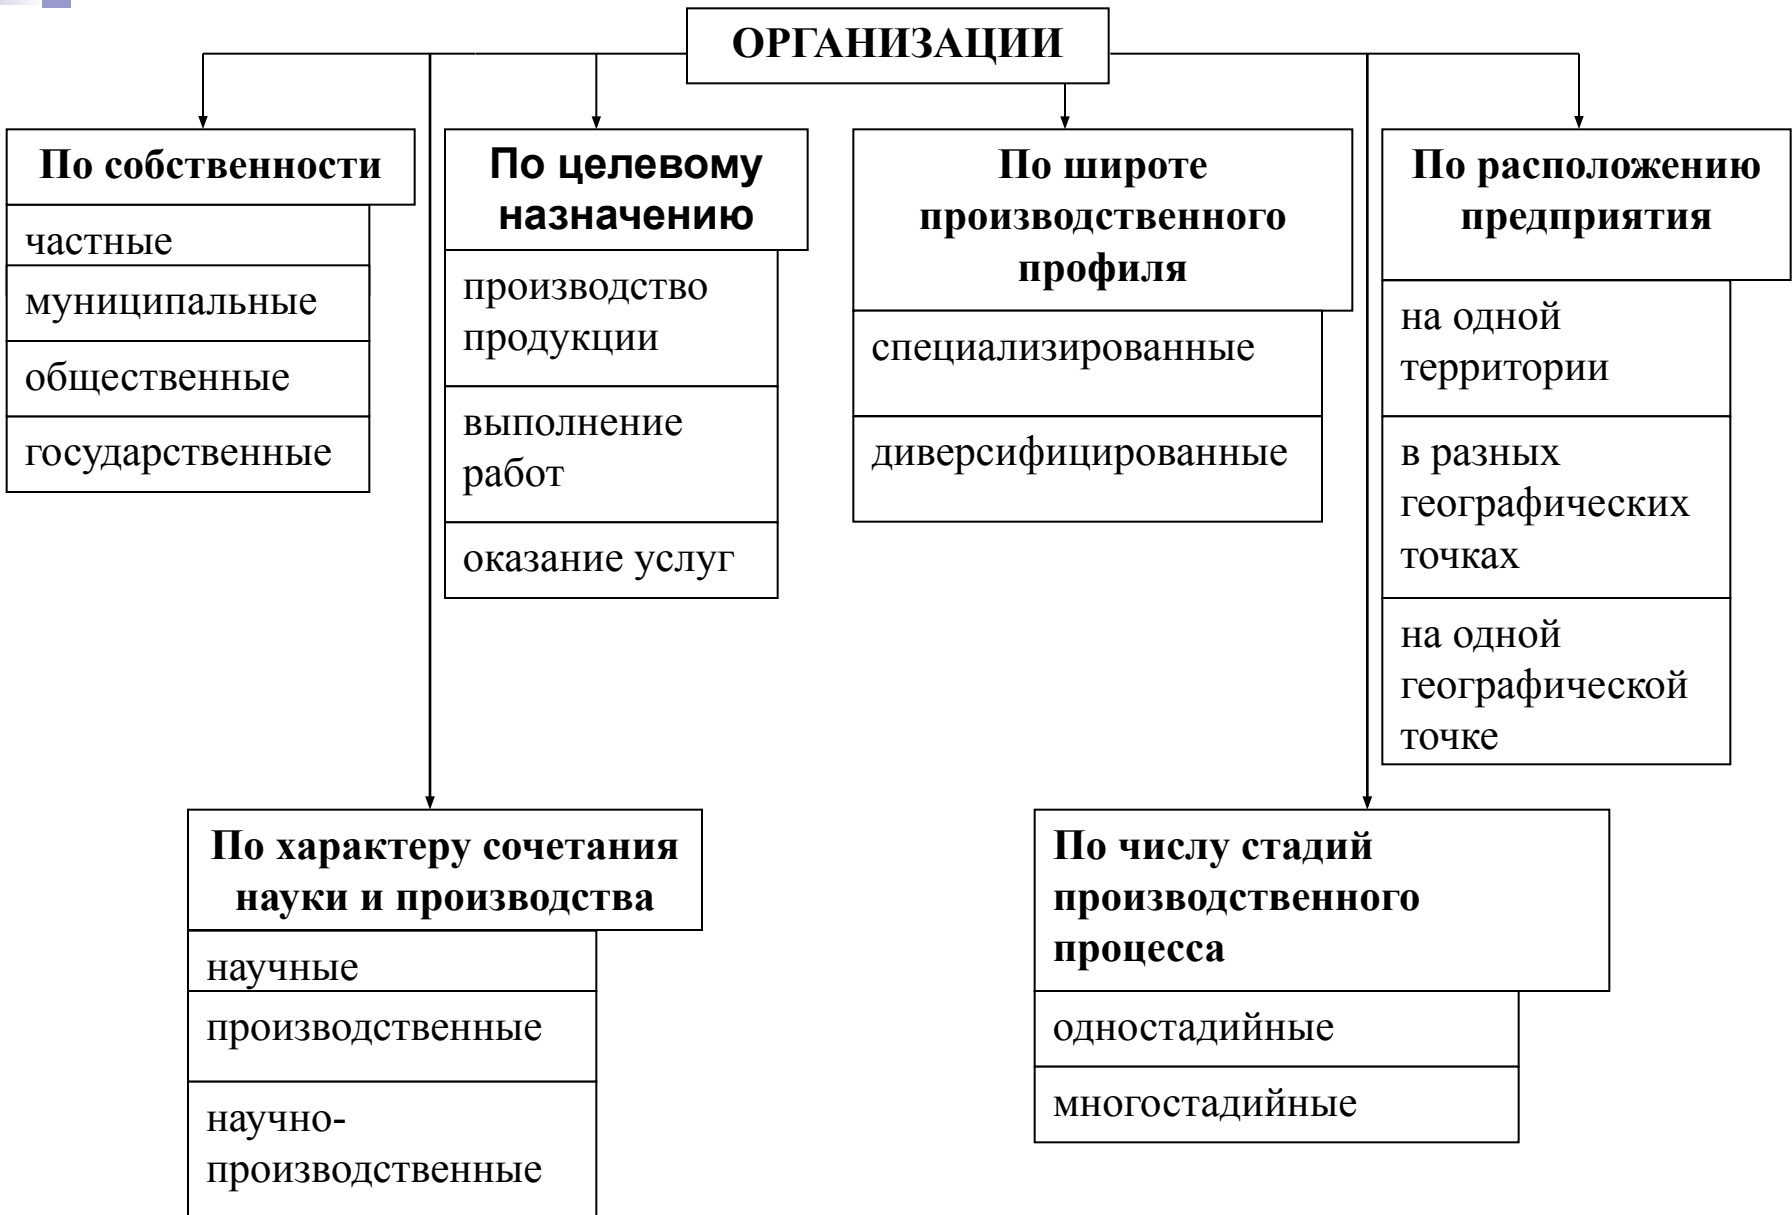 ОРГАНИЗАЦИИ
По собственности
частные
муниципальные
общественные
государственные
По целевому
назначению
производство
продукции
выполнение
работ
оказание услуг
По широте
производственного
профиля
специализированные
диверсифицированные
По расположению
предприятия
на одной
территории
в разных
географических
точках
на одной
географической
точке
По характеру сочетания
науки и производства
научные
производственные
научно-
производственные
По числу стадий
производственного
процесса
одностадийные
многостадийные